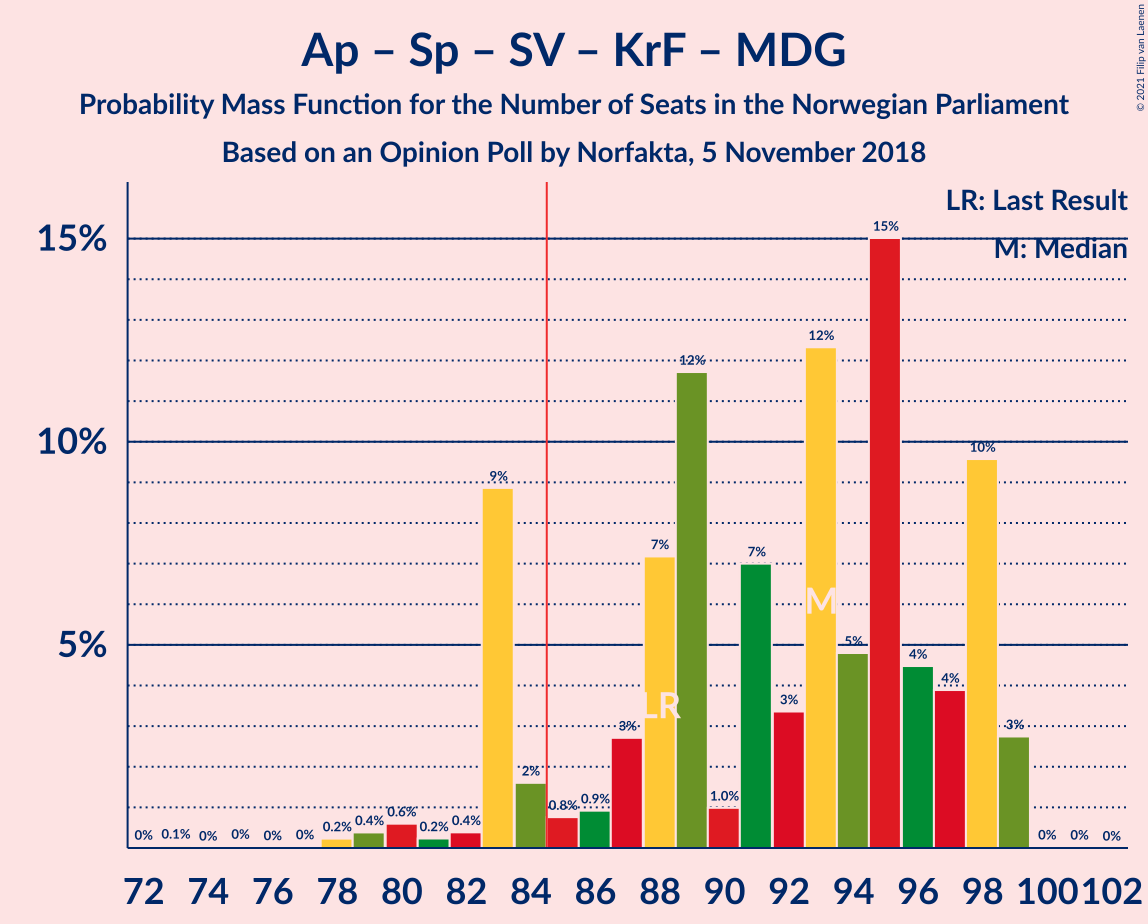 Ap – Sp – SV – KrF – MDG
Probability Mass Function for the Number of Seats in the Norwegian Parliament
Based on an Opinion Poll by Norfakta, 5 November 2018
© 2021 Filip van Laenen
LR: Last Result
M: Median
15%
10%
5%
0% 0.1% 0% 0% 0% 0% 0.2% 0.4% 0.6% 0.2% 0.4% 9% 2% 0.8% 0.9% 3% 7% 12% 1.0% 7% 3% 12% 5% 15% 4% 4% 10% 3% 0% 0% 0%
LR
M
72 74 76 78 80 82 84 86 88 90 92 94 96 98 100 102